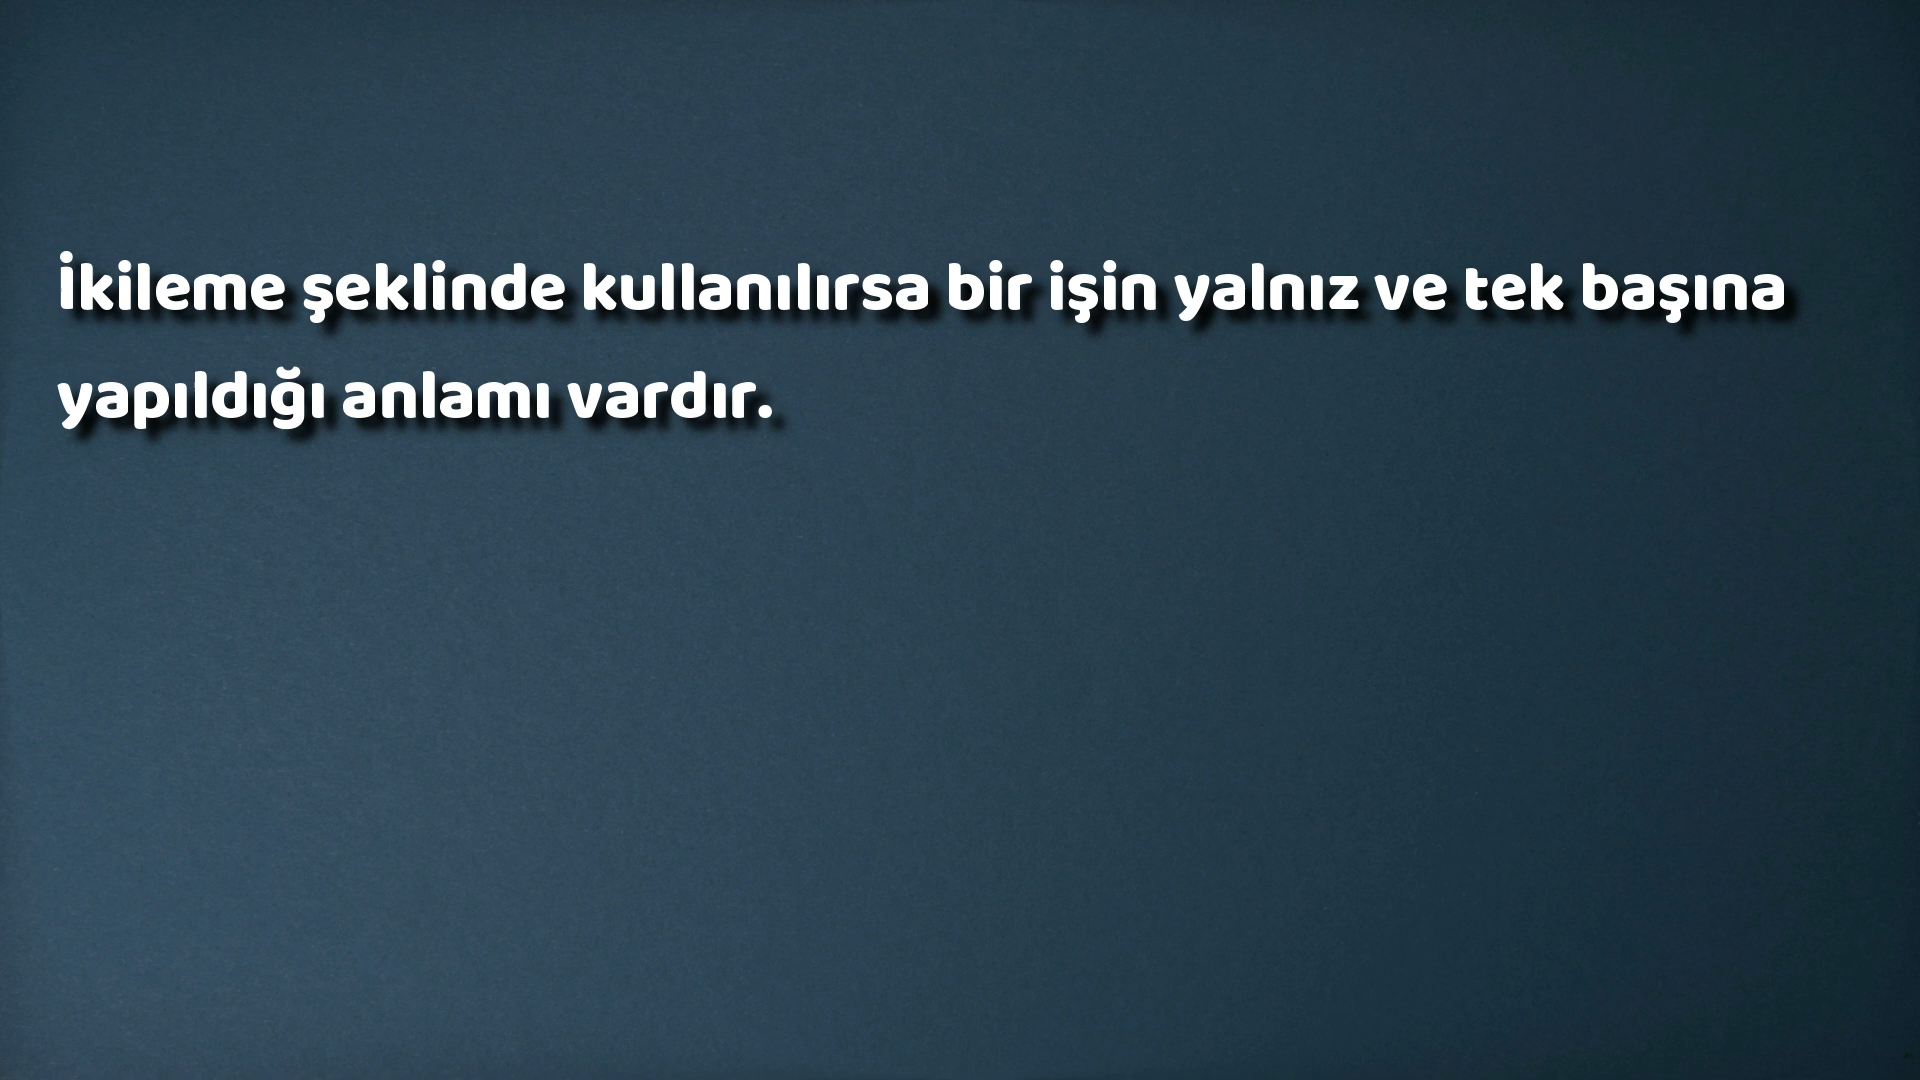 İkileme şeklinde kullanılırsa bir işin yalnız ve tek başına
yapıldığı anlamı vardır.